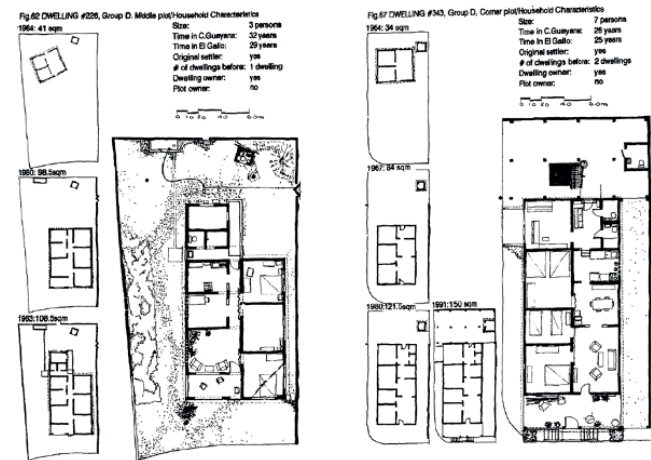 Fig.62 DWELLING #226, Group D. Middle plot/Household Characteristics
1964: 41 sqm
Size: 3 persons
Time in C.Guayana: 32 years
Time in El Gallo: 29 years
Original settler: yes
# of dwellings before: 1 dwelling
Dwelling owner: yes
Plot owner: no
1980: 98.5sqm
1983:108.5sqm
Fig.67 DWELLING #343, Group D, Corner plot/Household Characteristics
1964: 34 sqm
Size: 7 persons
Time in C.Guayana: 26 years
Time in El Gallo: 25 years
Original settler: yes
# of dwellings before: 2 dwellings
Dwelling owner: yes
Plot owner: no
1967: 84 sqm
1980:121.5sqm
1991:150 sqm